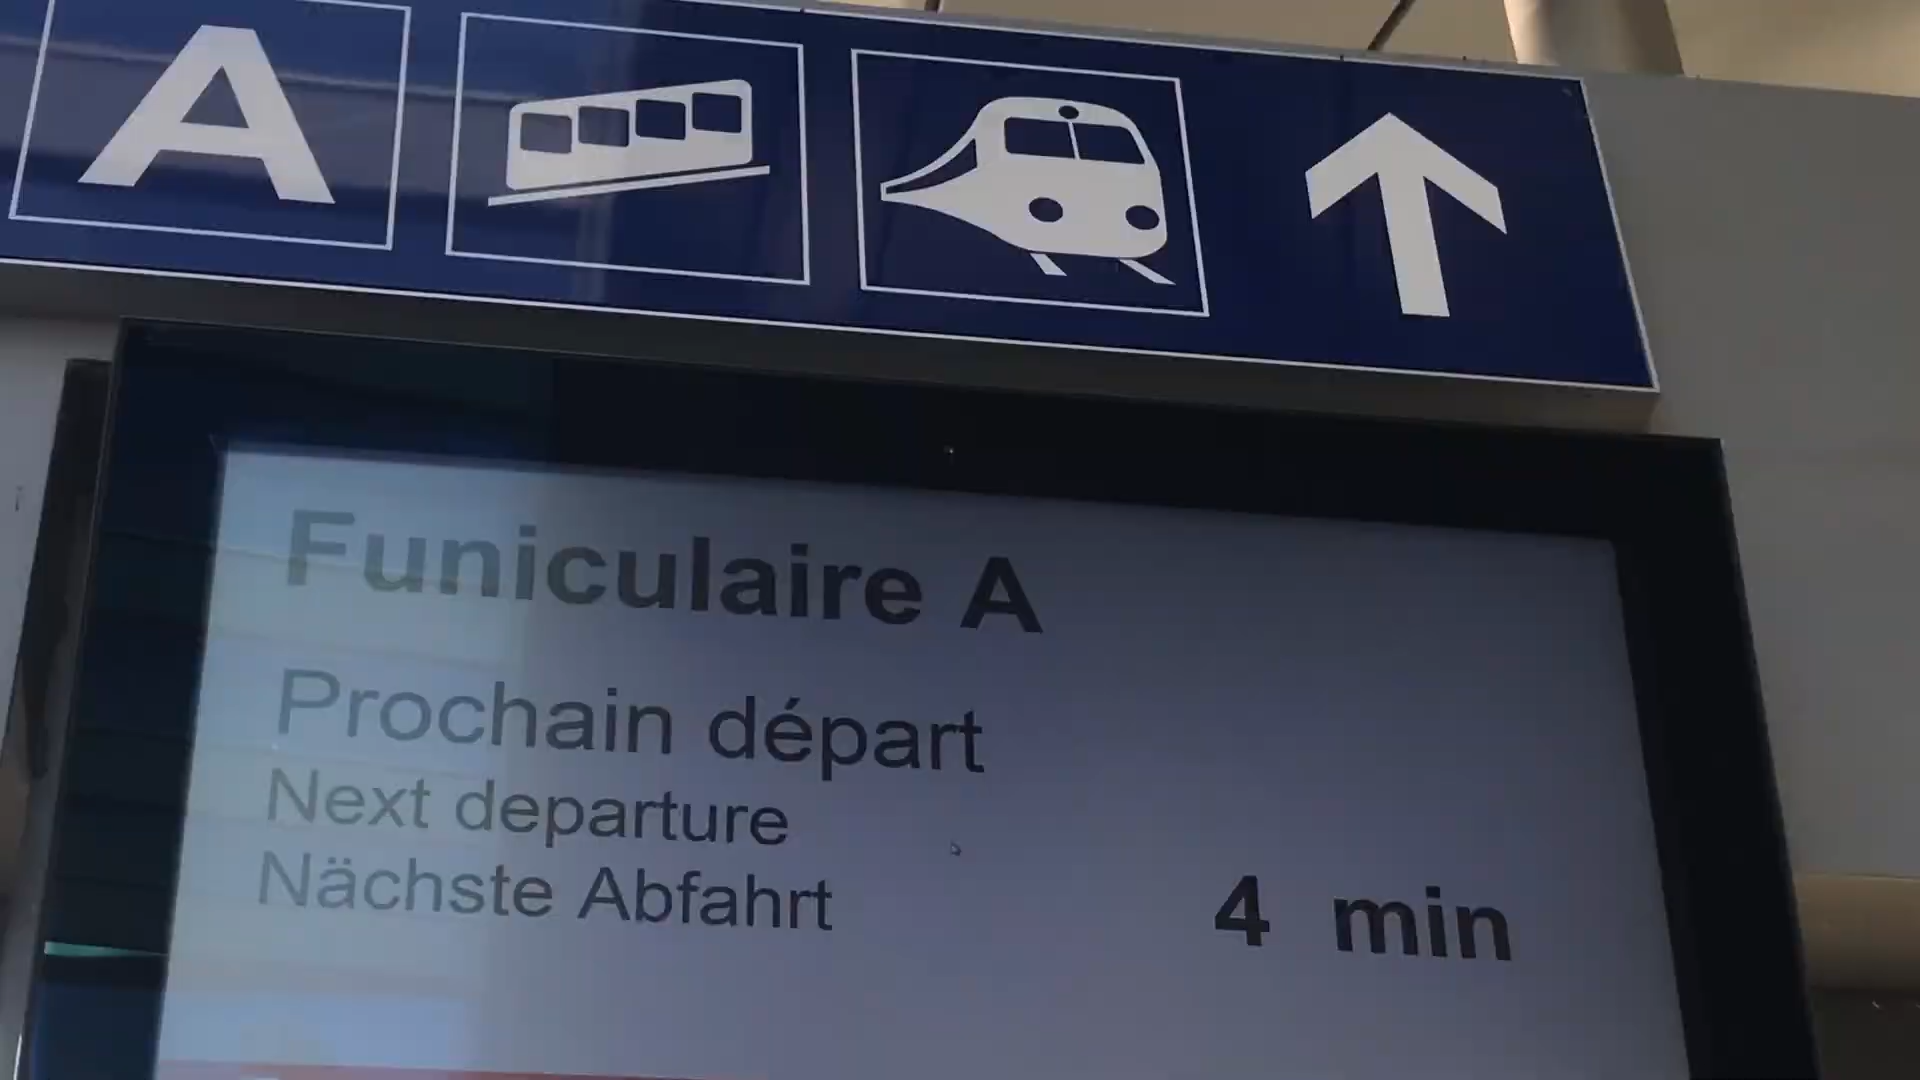 A
Funiculaire A
Prochain départ
Next departure
Nächste Abfahrt
4 min